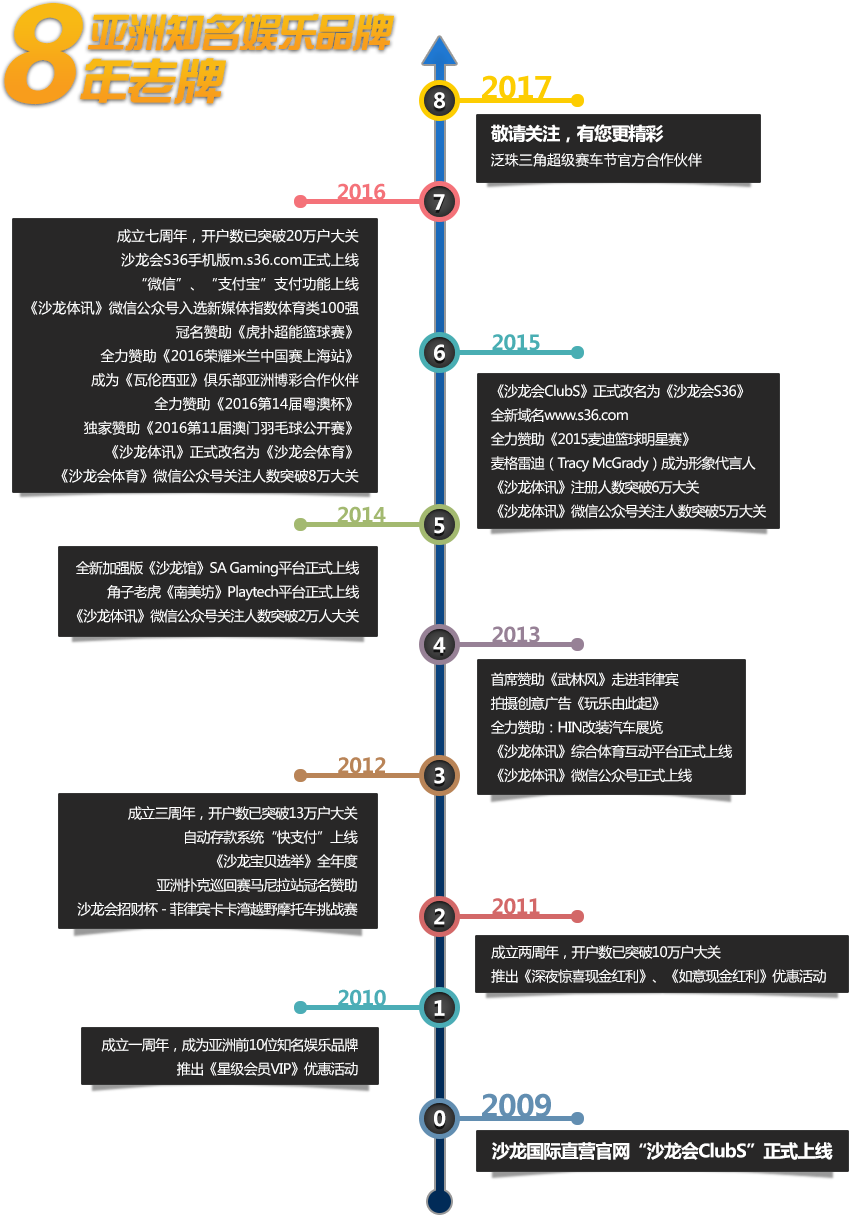 8 亚洲知名娱乐品牌
年老牌
8
2017
敬请关注，有您更精彩
泛珠三角超级赛车节官方合作伙伴
2016
7
成立七周年，开户数已突破20万户大关
沙龙会S36手机版m.s36.com正式上线
“微信”、“支付宝”支付功能上线
《沙龙体讯》微信公众号入选新媒体指数体育类100强
冠名赞助《虎扑超能篮球赛》
全力赞助《2016荣耀米兰中国赛上海站》
成为《瓦伦西亚》俱乐部亚洲博彩合作伙伴
全力赞助《2016第14届粤澳杯》
独家赞助《2016第11届澳门羽毛球公开赛》
《沙龙体讯》正式改名为《沙龙会体育》
《沙龙会体育》微信公众号关注人数突破8万大关
6
2015
《沙龙会ClubS》正式改名为《沙龙会S36》
全新域名www.s36.com
全力赞助《2015麦迪篮球明星赛》
麦格雷迪（Tracy McGrady）成为形象代言人
《沙龙体讯》注册人数突破6万大关
《沙龙体讯》微信公众号关注人数突破5万大关
2014
5
全新加强版《沙龙馆》SA Gaming平台正式上线
角子老虎《南美坊》Playtech平台正式上线
《沙龙体讯》微信公众号关注人数突破2万人大关
4
2013
首席赞助《武林风》走进菲律宾
拍摄创意广告《玩乐由此起》
全力赞助：HIN改装汽车展览
《沙龙体讯》综合体育互动平台正式上线
《沙龙体讯》微信公众号正式上线
2012
3
成立三周年，开户数已突破13万户大关
自动存款系统“快支付”上线
《沙龙宝贝选举》全年度
亚洲扑克巡回赛马尼拉站冠名赞助
沙龙会招财杯 - 菲律宾卡卡湾越野摩托车挑战赛
2
2011
成立两周年，开户数已突破10万户大关
推出《深夜惊喜现金红利》、《如意现金红利》优惠活动
2010
1
成立一周年，成为亚洲前10位知名娱乐品牌
推出《星级会员VIP》优惠活动
0
2009
沙龙国际直营官网“沙龙会ClubS”正式上线